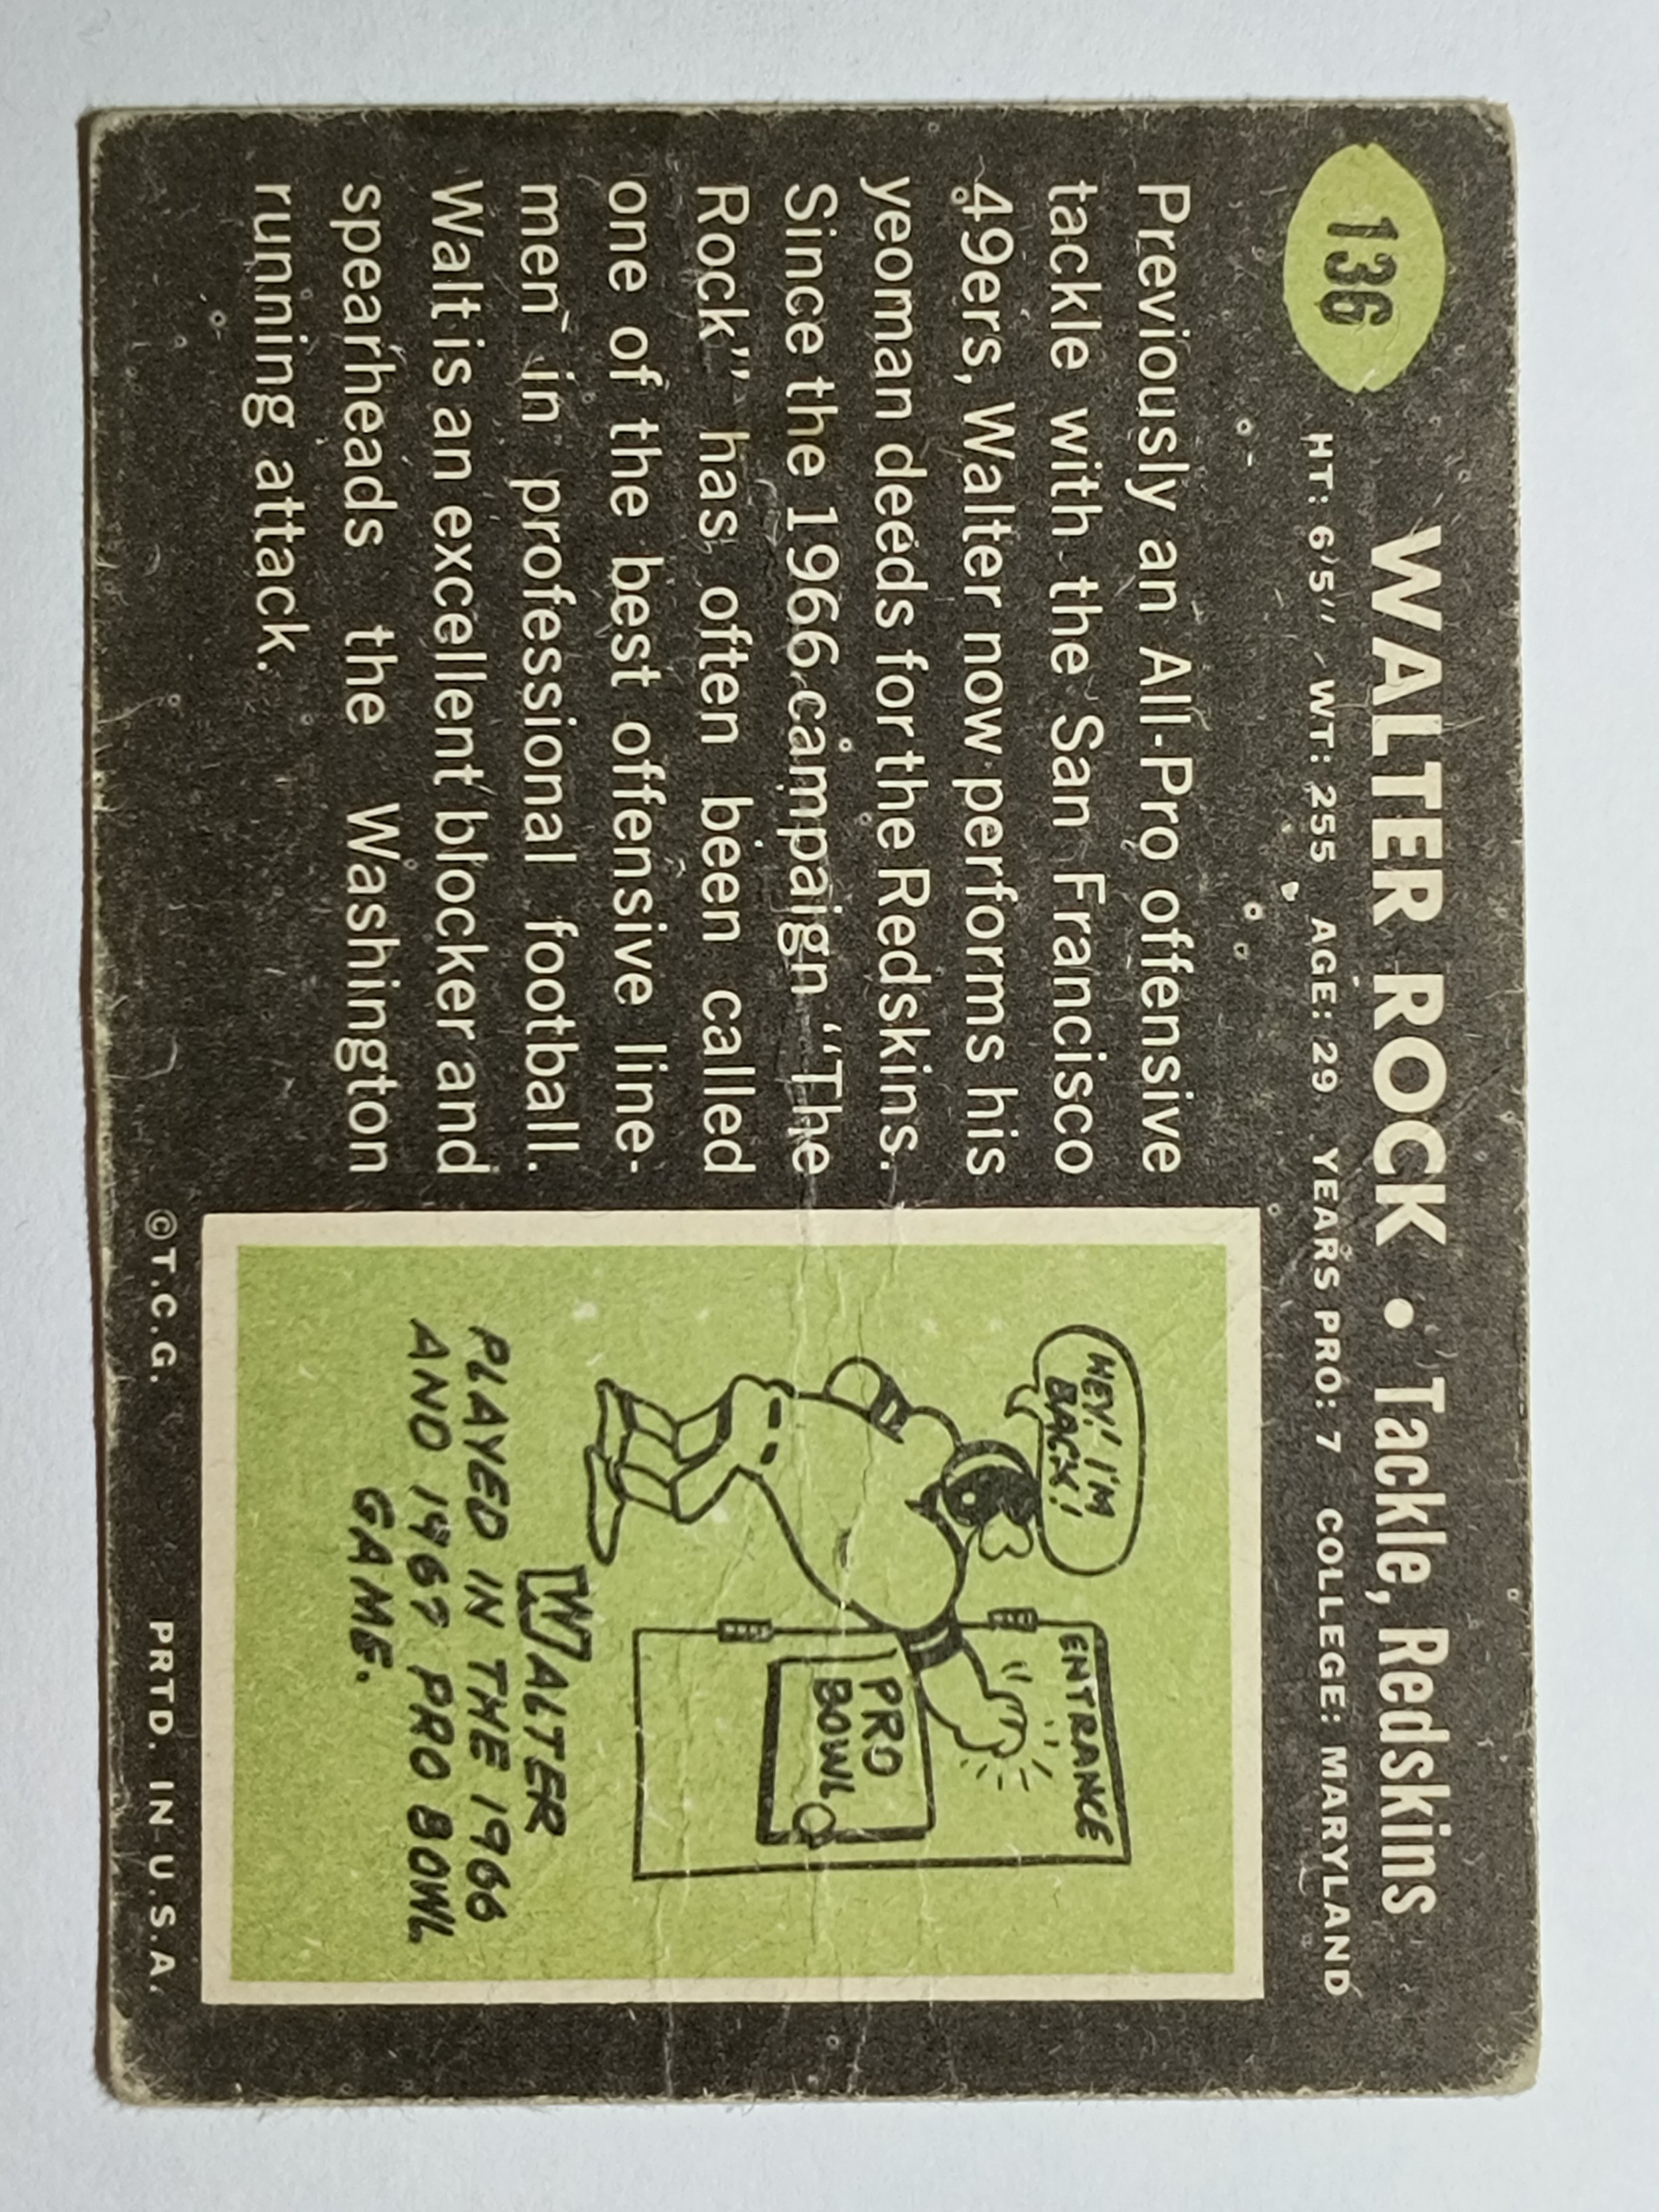 136
WALTER ROCK • Tackle, Redskins
HT: 6'5" WT: 255 AGE: 29 YEARS PRO: 7 COLLEGE: MARYLAND
Previously an All-Pro offensive
tackle with the San Francisco
49ers, Walter now performs his
yeoman deeds for the Redskins.
Since the 1966 campaign "The
Rock" has often been called
one of the best offensive line-
men in professional football.
Walt is an excellent blocker and
spearheads the Washington
running attack.
HEY! I'M
BACK!
ENTRANCE
PRO
BOWL
WALTER
PLAYED IN THE 1966
AND 1967 PRO BOWL
GAME.
©T.C.G. PRTD. IN U.S.A.